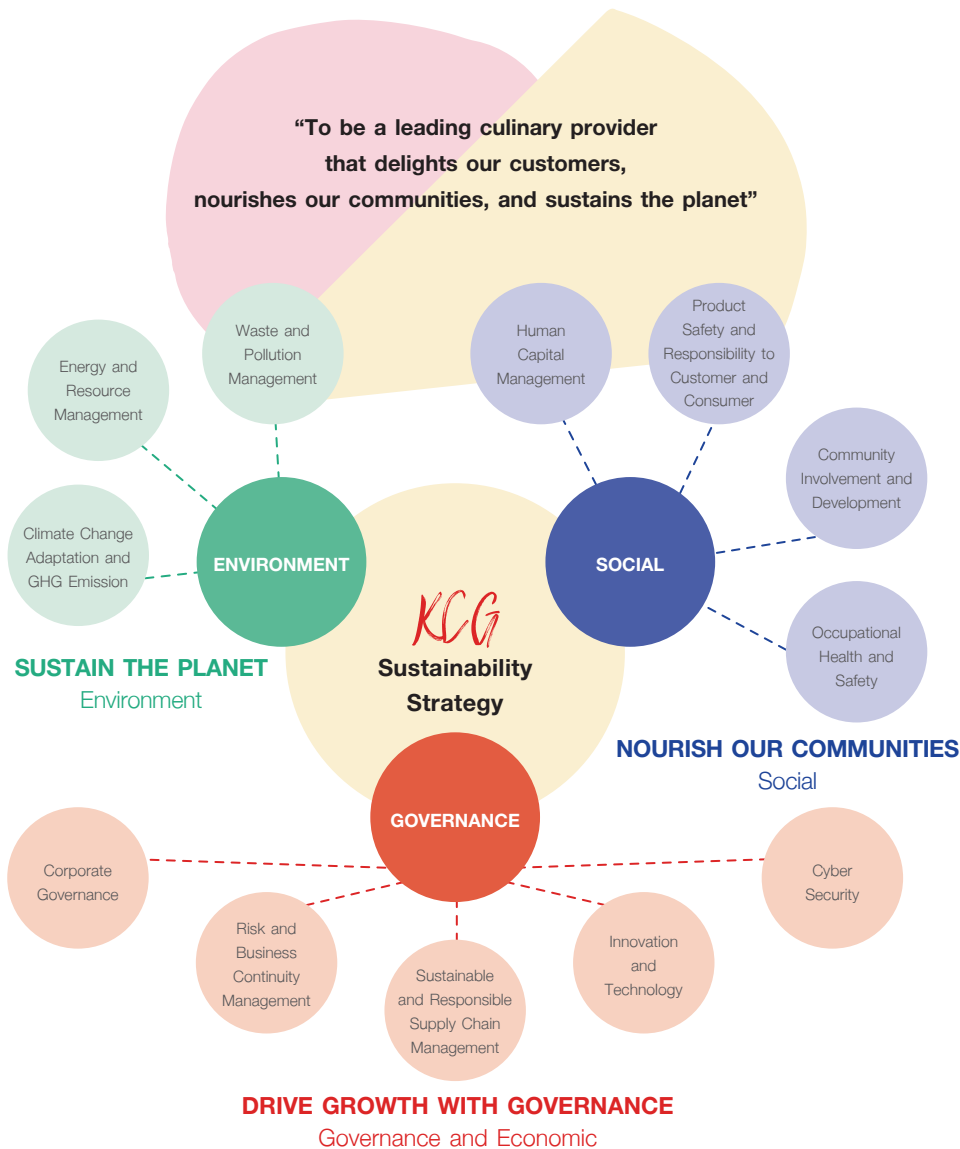 “To be a leading culinary provider
that delights our customers,
nourishes our communities, and sustains the planet”
Waste and
Pollution
Management
Energy and
Resource
Management
Climate Change
Adaptation and
GHG Emission
ENVIRONMENT
SUSTAIN THE PLANET
Environment
Human
Capital
Management
Product
Safety and
Responsibility to
Customer and
Consumer
Community
Involvement and
Development
Occupational
Health and
Safety
SOCIAL
NOURISH OUR COMMUNITIES
Social
KCG
Sustainability
Strategy
GOVERNANCE
Corporate
Governance
Risk and
Business
Continuity
Management
Sustainable
and Responsible
Supply Chain
Management
Innovation
and
Technology
Cyber
Security
DRIVE GROWTH WITH GOVERNANCE
Governance and Economic